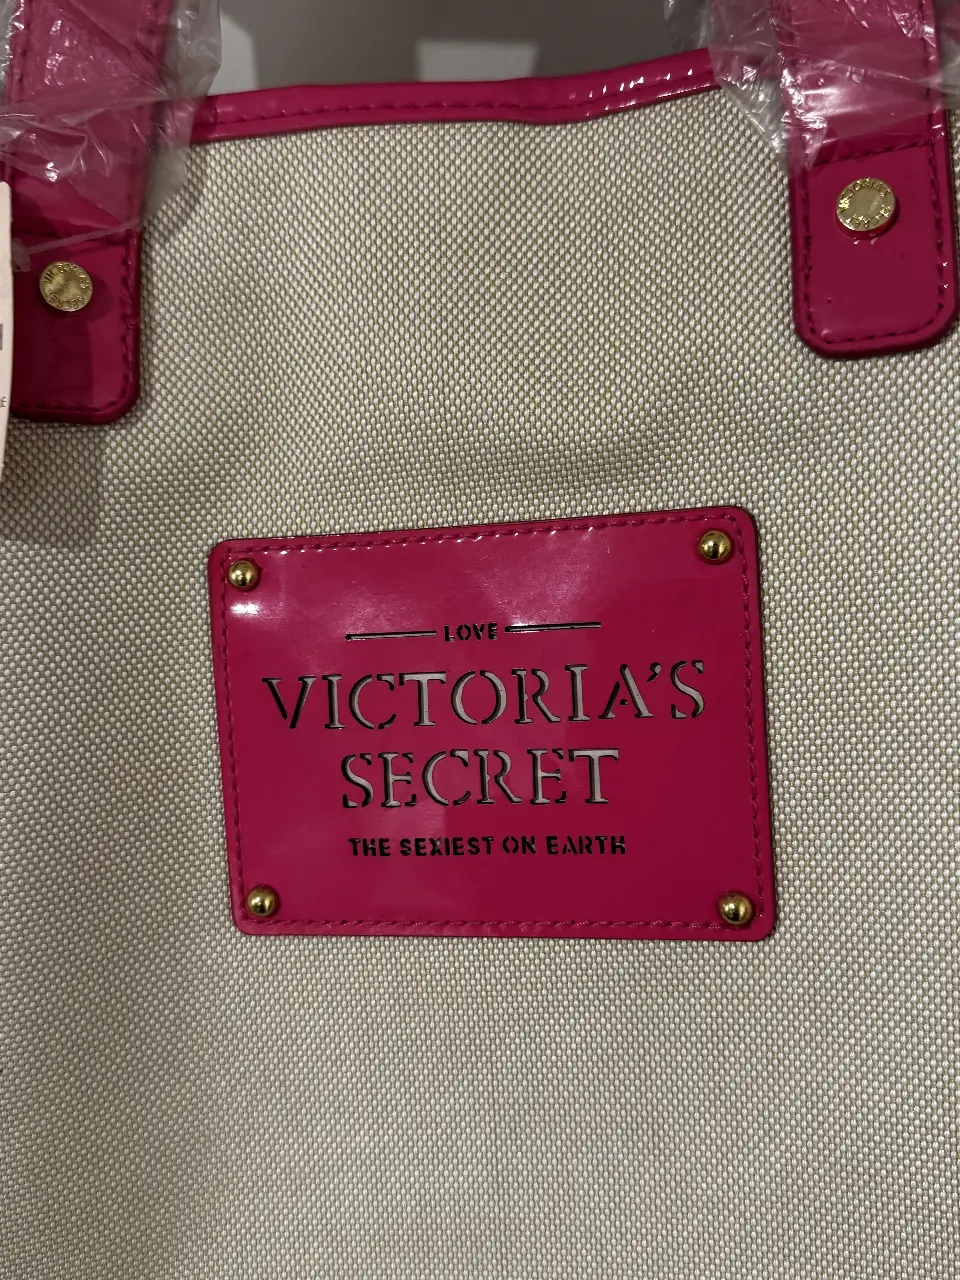 LOVE
VICTORIA'S
SECRET
THE SEXIEST ON EARTH